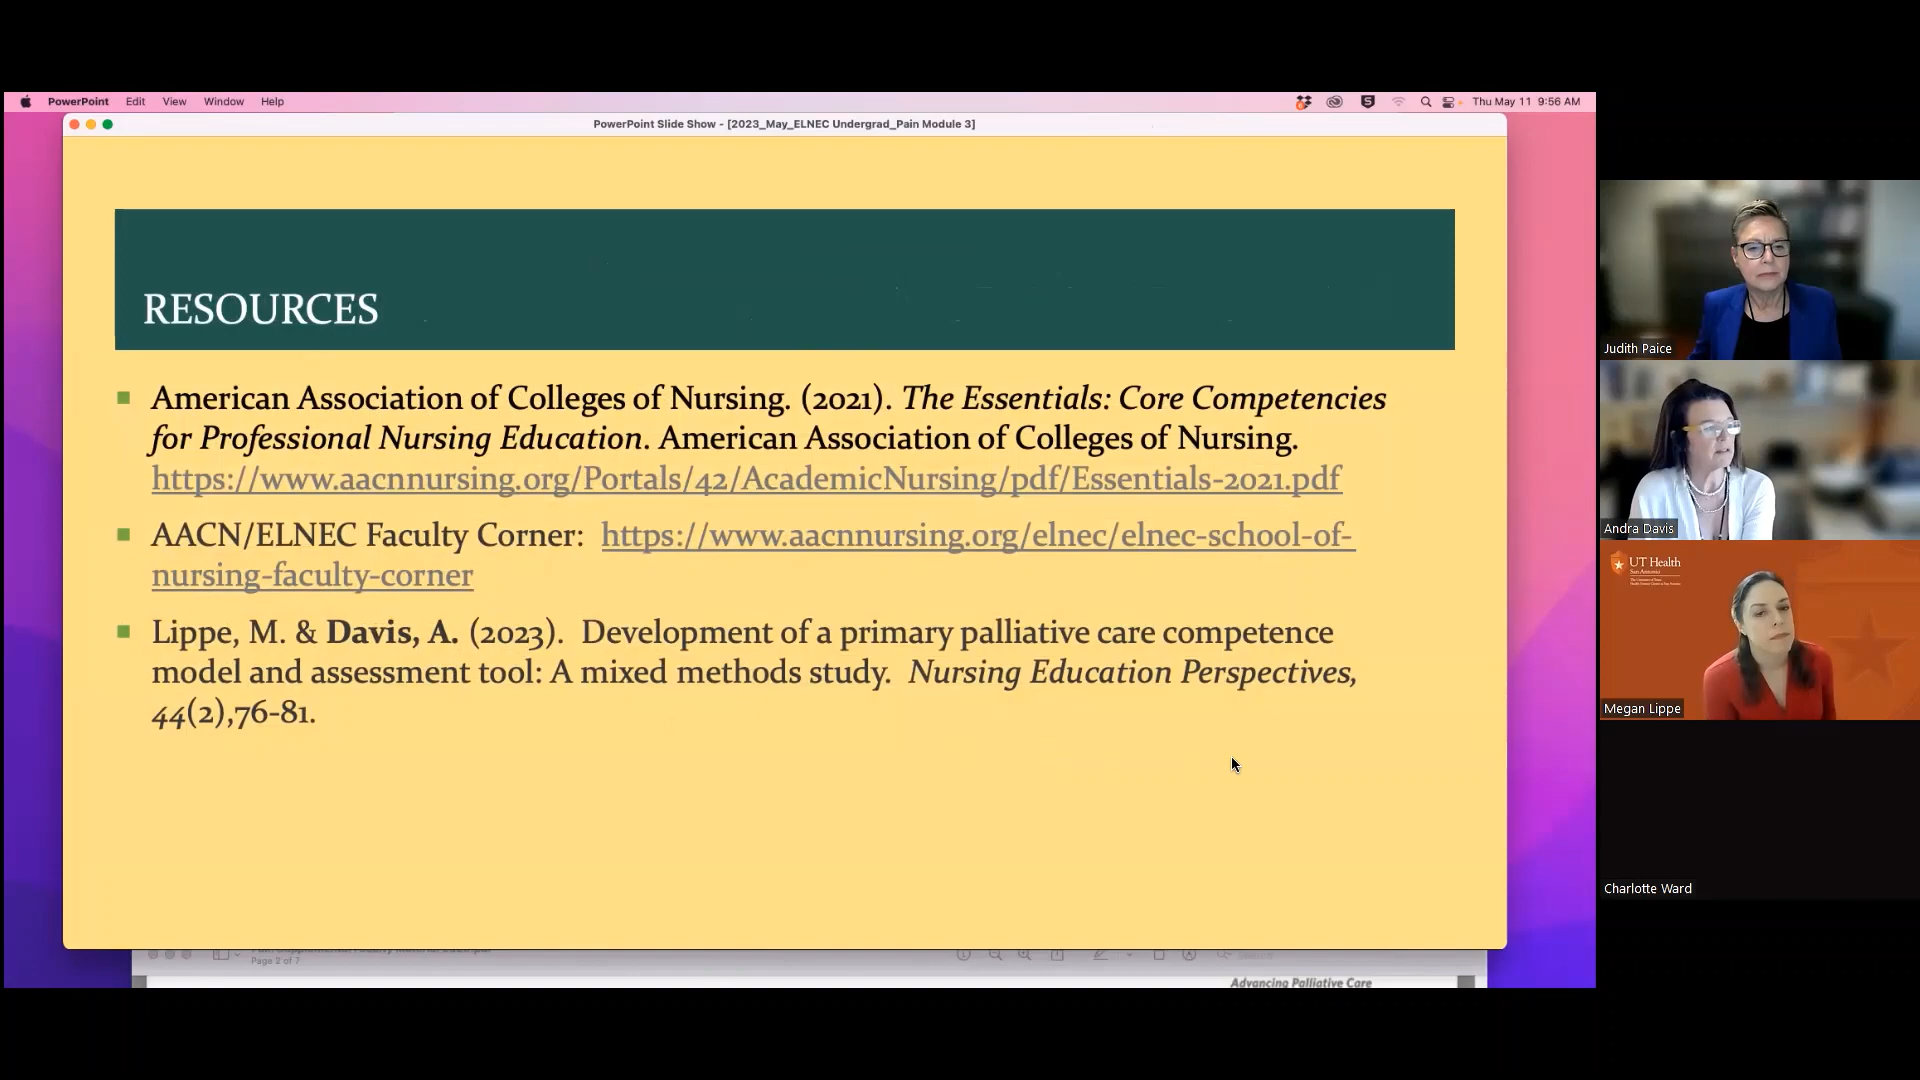 PowerPoint Edit View Window Help
Thu May 11 9:56 AM
PowerPoint Slide Show - [2023_May_ELNEC Undergrad_Pain Module 3]
RESOURCES
American Association of Colleges of Nursing. (2021). The Essentials: Core Competencies
for Professional Nursing Education. American Association of Colleges of Nursing.
https://www.aacnnursing.org/Portals/42/AcademicNursing/pdf/Essentials-2021.pdf
AACN/ELNEC Faculty Corner: https://www.aacnnursing.org/elnec/elnec-school-of-
nursing-faculty-corner
Lippe, M. & Davis, A. (2023). Development of a primary palliative care competence
model and assessment tool: A mixed methods study. Nursing Education Perspectives,
44(2),76-81.
Page 2 of 7
Advancing Palliative Care
Judith Paice
Andra Davis
UT Health
San Antonio
Megan Lippe
Charlotte Ward